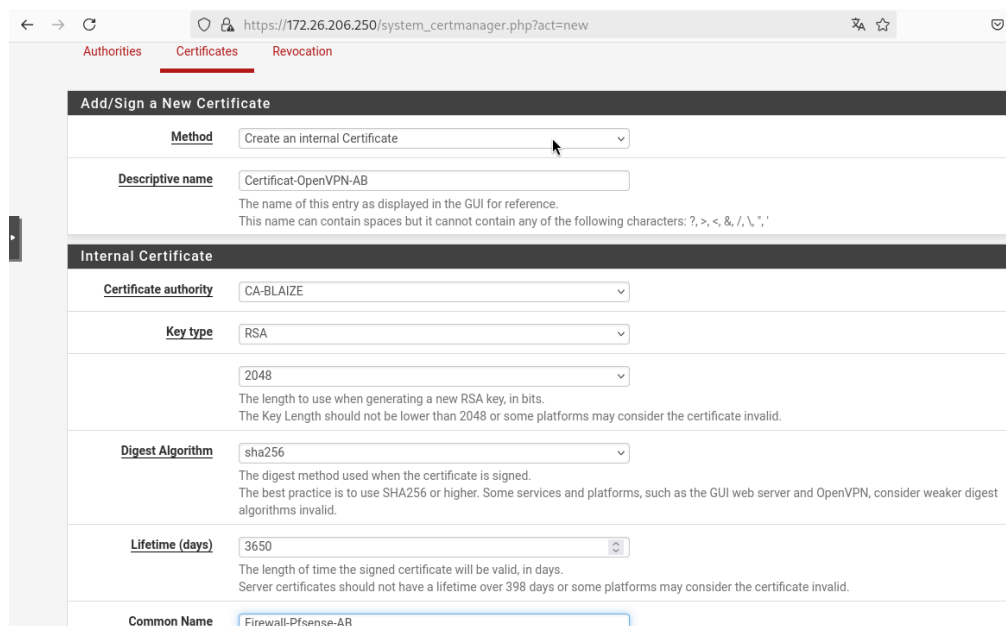 https://172.26.206.250/system_certmanager.php?act=new
Authorities Certificates Revocation
Add/Sign a New Certificate
Method Create an internal Certificate
Descriptive name Certificat-OpenVPN-AB
The name of this entry as displayed in the GUI for reference.
This name can contain spaces but it cannot contain any of the following characters: ?, >, <, &, /, \, ", '
Internal Certificate
Certificate authority CA-BLAIZE
Key type RSA
2048
The length to use when generating a new RSA key, in bits.
The Key Length should not be lower than 2048 or some platforms may consider the certificate invalid.
Digest Algorithm sha256
The digest method used when the certificate is signed.
The best practice is to use SHA256 or higher. Some services and platforms, such as the GUI web server and OpenVPN, consider weaker digest
algorithms invalid.
Lifetime (days) 3650
The length of time the signed certificate will be valid, in days.
Server certificates should not have a lifetime over 398 days or some platforms may consider the certificate invalid.
Common Name Firewall-Pfsense-AB